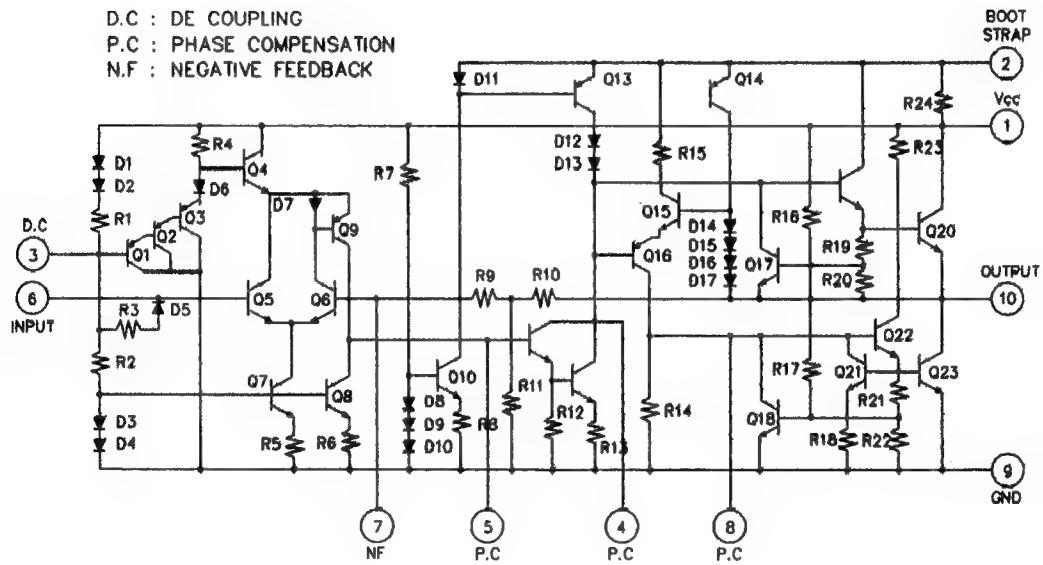 D.C : DE COUPLING
P.C : PHASE COMPENSATION
N.F : NEGATIVE FEEDBACK
BOOT
STRAP
2
D11
Q13
Q14
R24
Vcc
1
R4
Q4
D1
D2
D6
R7
D12
D13
R15
R23
R1
Q3
D7
Q9
R16
D.C
3
Q2
Q1
Q15
D14
D15
D16
D17
Q16
Q17
R19
R20
Q20
OUTPUT
10
6
INPUT
D5
R3
Q5
Q6
R9
R10
Q22
R2
Q7
Q8
Q10
R11
R17
Q21
Q23
D3
D4
R5
R6
D8
D9
D10
R8
R12
R13
R14
Q18
R18
R21
R22
9
GND
7
NF
5
P.C
4
P.C
8
P.C